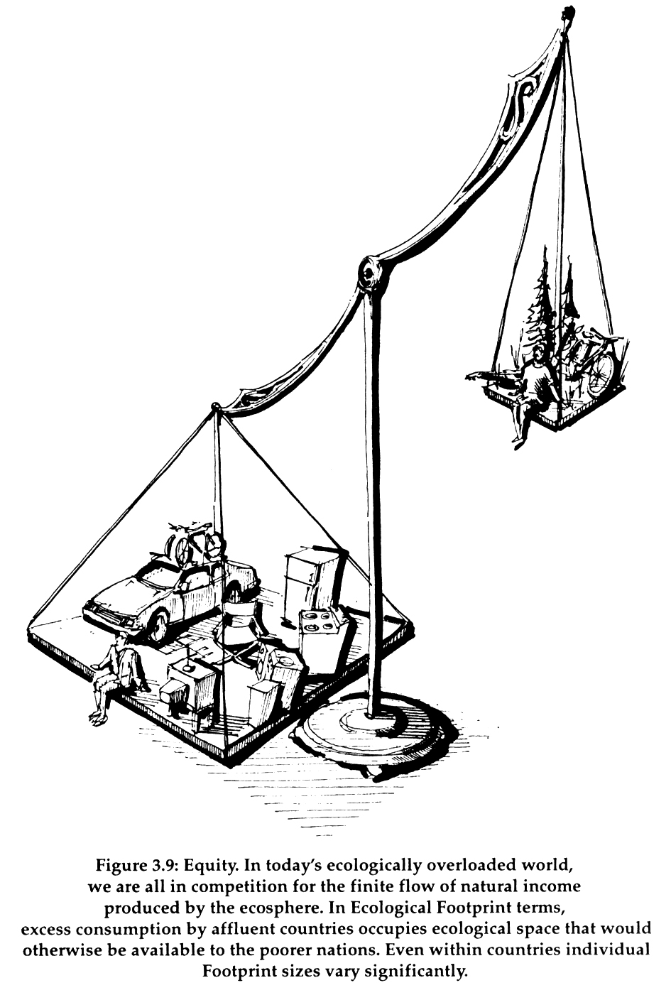 Figure 3.9: Equity. In today's ecologically overloaded world,
we are all in competition for the finite flow of natural income
produced by the ecosphere. In Ecological Footprint terms,
excess consumption by affluent countries occupies ecological space that would
otherwise be available to the poorer nations. Even within countries individual
Footprint sizes vary significantly.